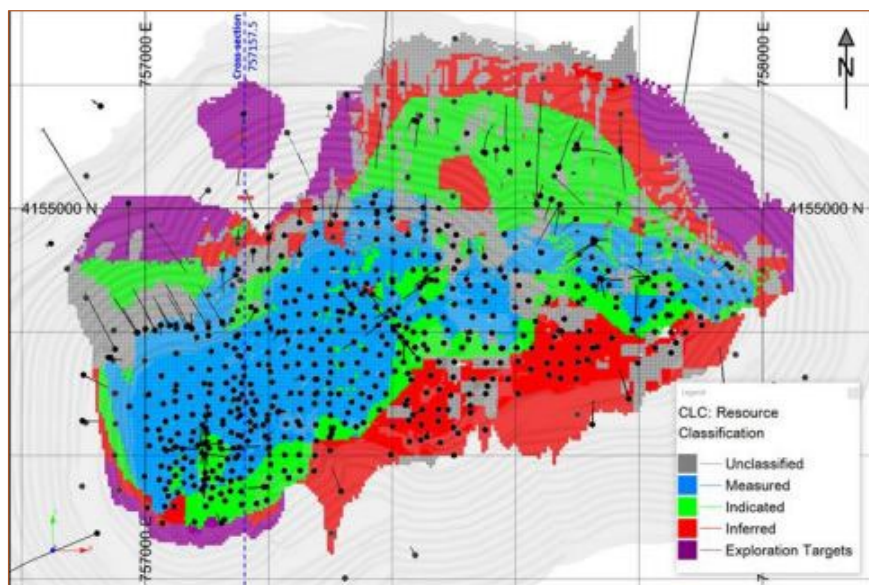 757000 E
Cross-section
757157.5
758000 E
N
4155000 N
4155000 N
Legend
CLC: Resource
Classification
Unclassified
Measured
Indicated
Inferred
Exploration Targets
757000 E